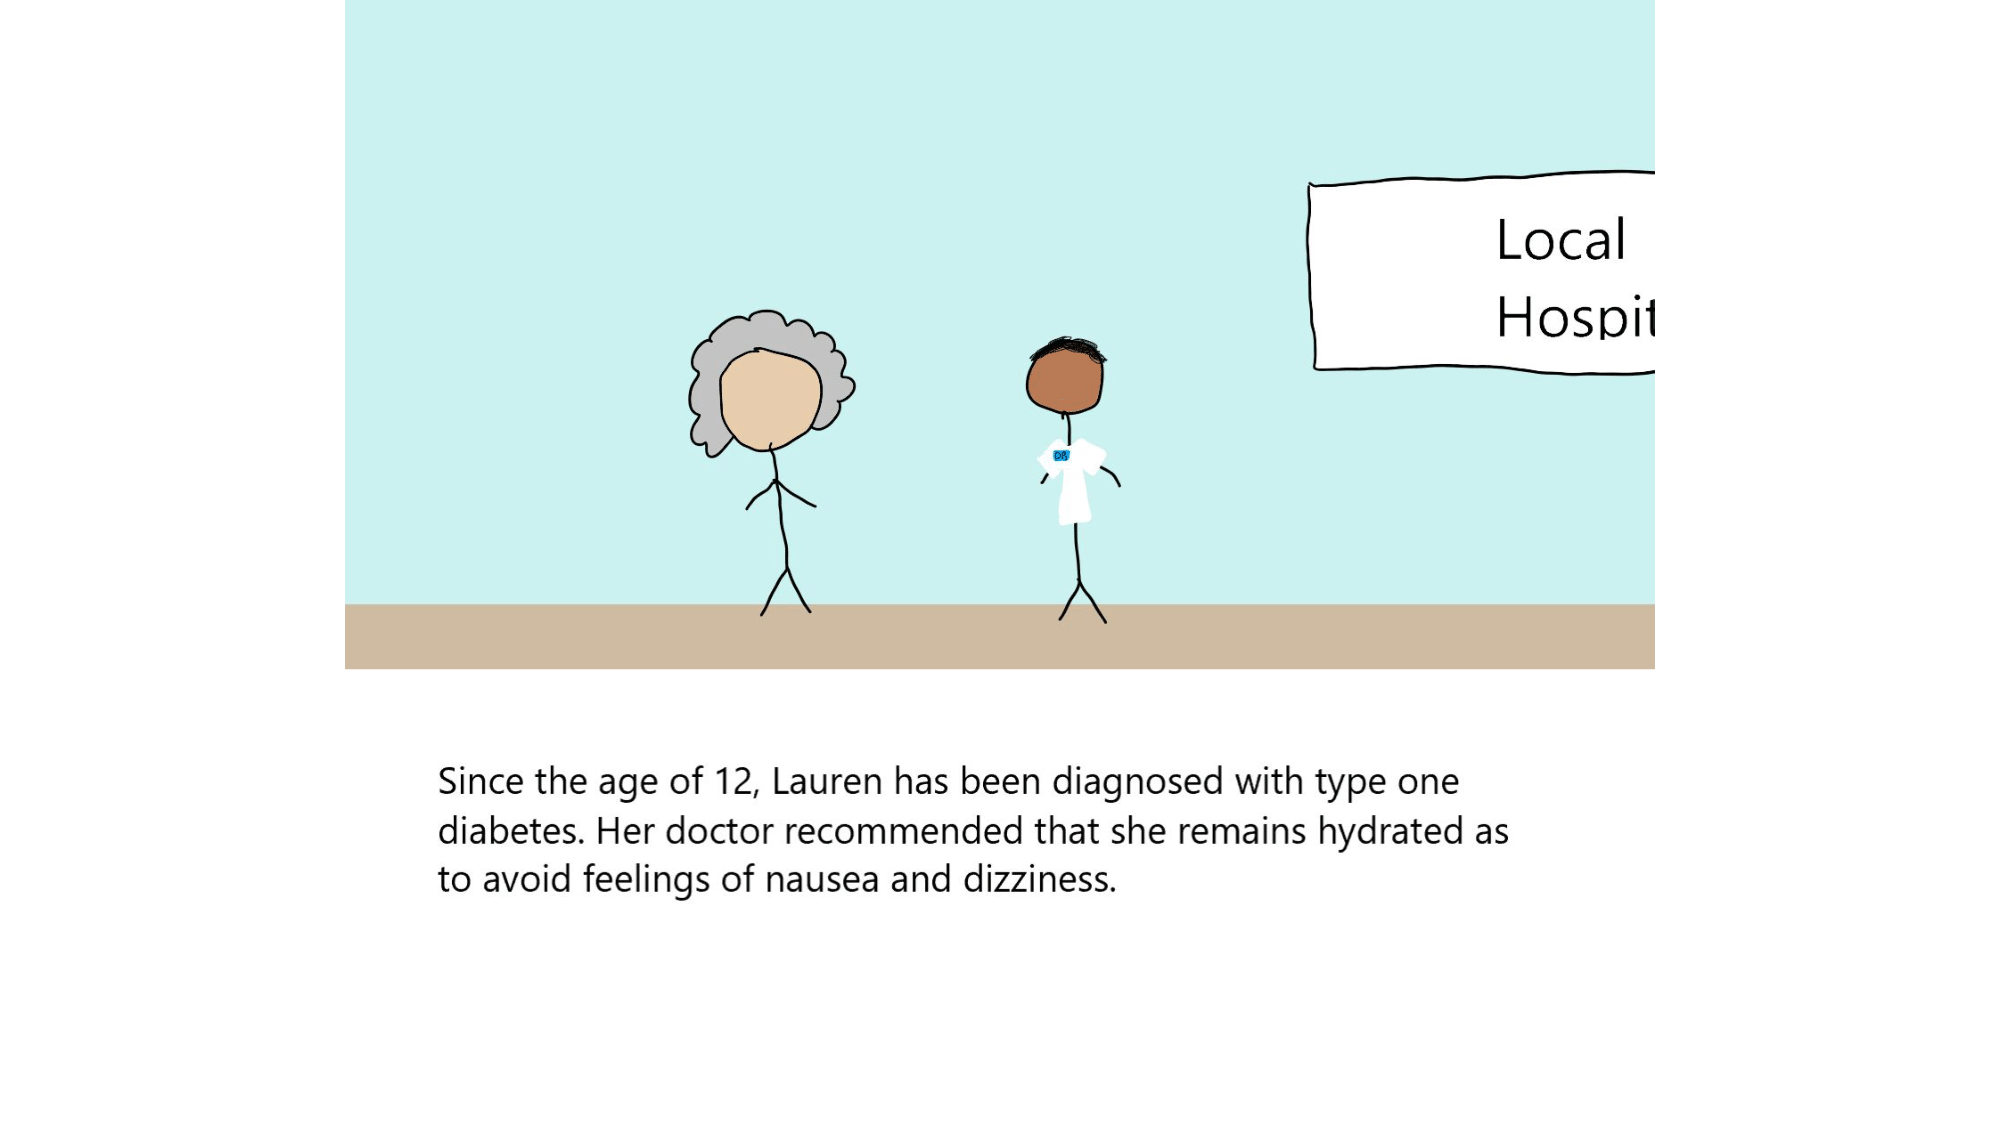 Local
Hospit
DR
Since the age of 12, Lauren has been diagnosed with type one
diabetes. Her doctor recommended that she remains hydrated as
to avoid feelings of nausea and dizziness.